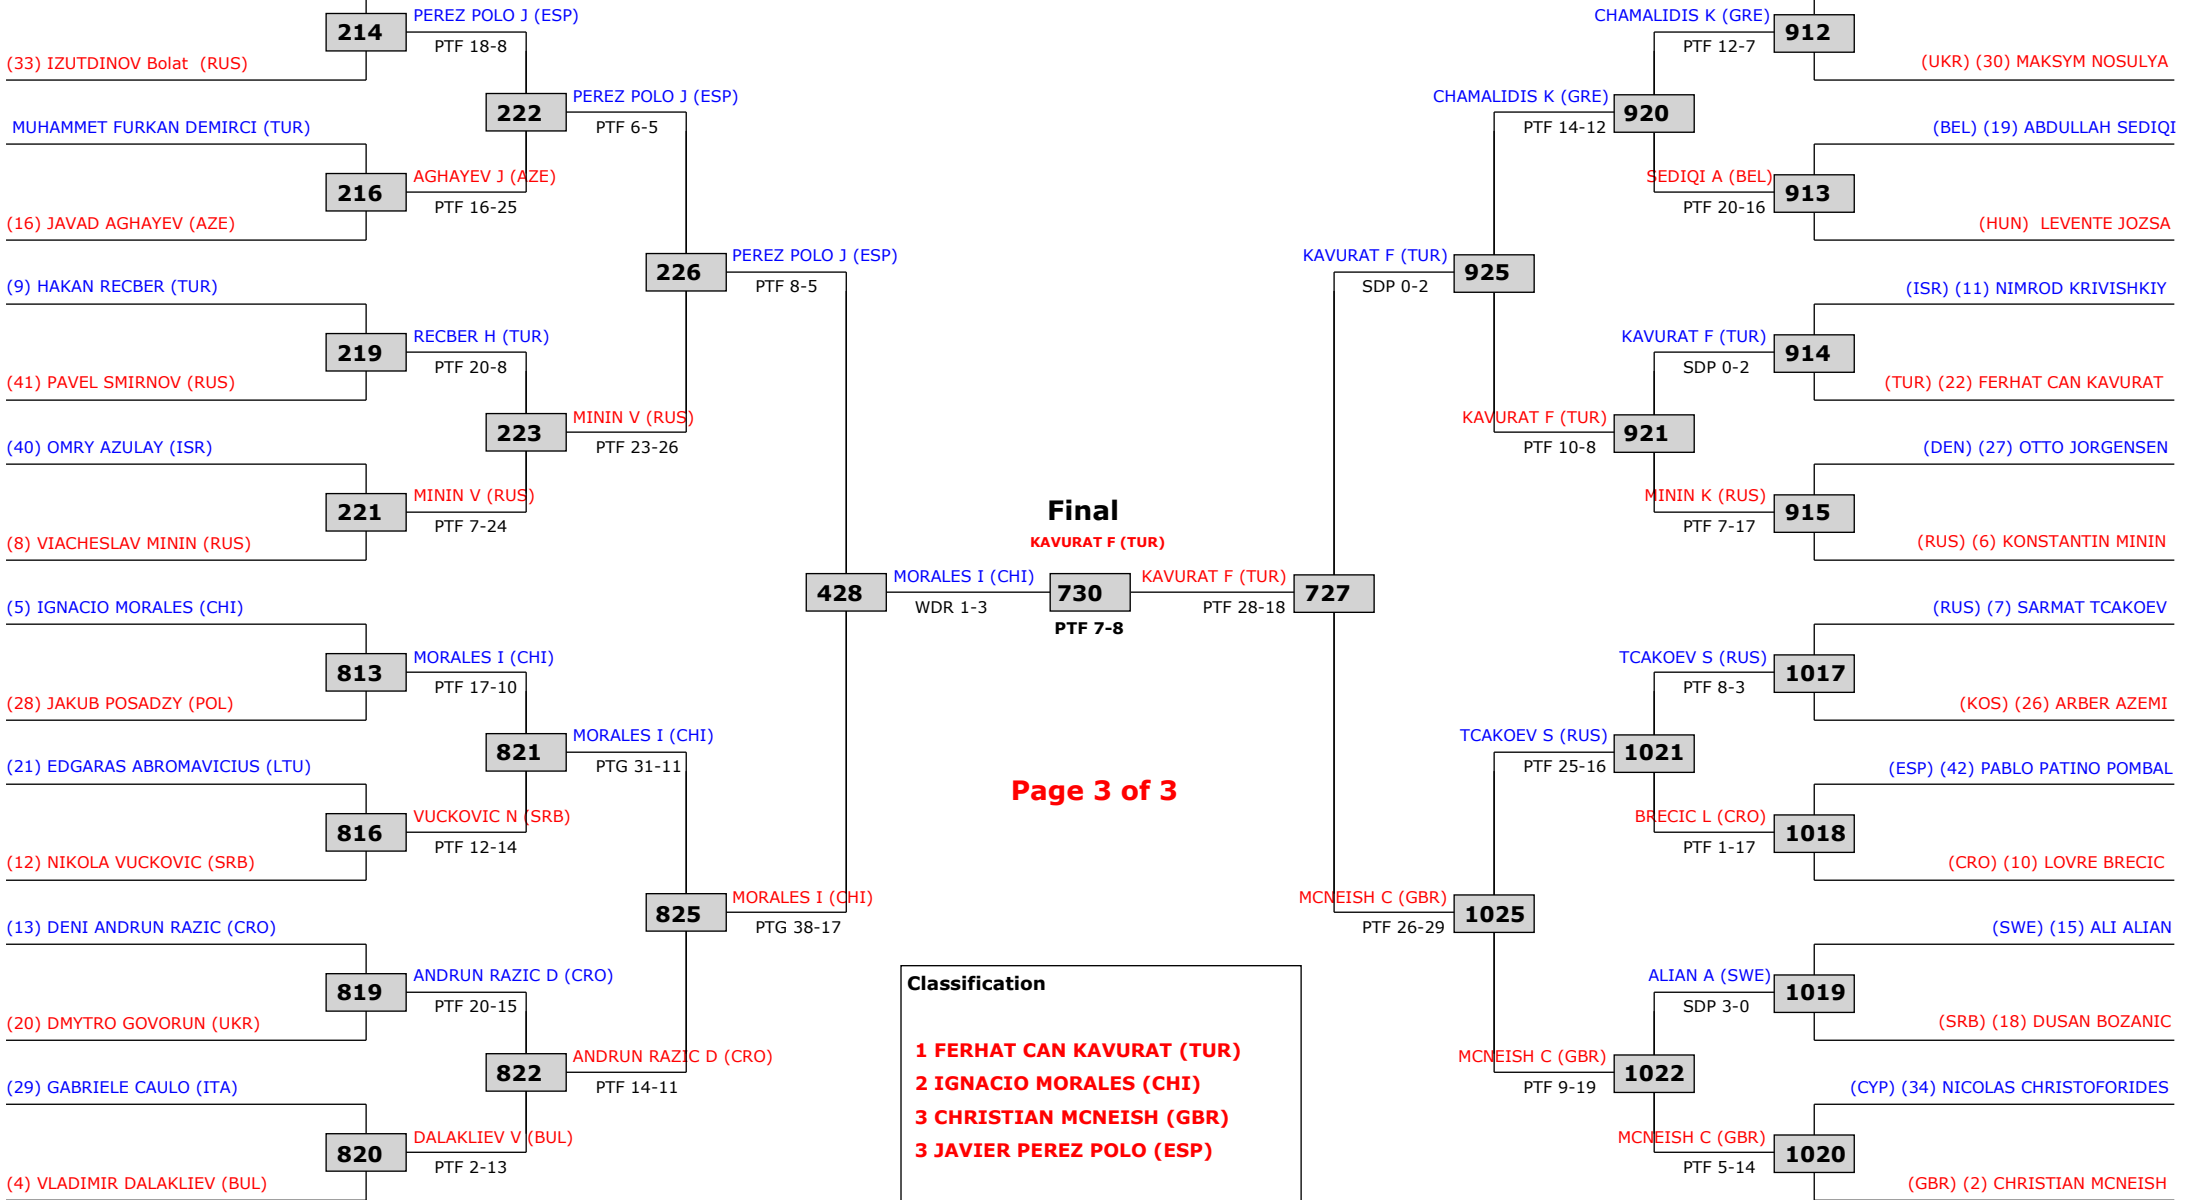 PEREZ POLO J (ESP)
214
PTF 18-8
(33) IZUTDINOV Bolat  (RUS)
222
PEREZ POLO J (ESP)
PTF 6-5
MUHAMMET FURKAN DEMIRCI (TUR)
216
AGHAYEV J (AZE)
PTF 16-25
(16) JAVAD AGHAYEV (AZE)
226
PEREZ POLO J (ESP)
PTF 8-5
(9) HAKAN RECBER (TUR)
219
RECBER H (TUR)
PTF 20-8
(41) PAVEL SMIRNOV (RUS)
223
MININ V (RUS)
PTF 23-26
(40) OMRY AZULAY (ISR)
221
MININ V (RUS)
PTF 7-24
(8) VIACHESLAV MININ (RUS)
428
MORALES I (CHI)
WDR 1-3
(5) IGNACIO MORALES (CHI)
813
MORALES I (CHI)
PTF 17-10
(28) JAKUB POSADZY (POL)
821
MORALES I (CHI)
PTG 31-11
(21) EDGARAS ABROMAVICIUS (LTU)
816
VUCKOVIC N (SRB)
PTF 12-14
(12) NIKOLA VUCKOVIC (SRB)
825
MORALES I (CHI)
PTG 38-17
(13) DENI ANDRUN RAZIC (CRO)
819
ANDRUN RAZIC D (CRO)
PTF 20-15
(20) DMYTRO GOVORUN (UKR)
822
ANDRUN RAZIC D (CRO)
PTF 14-11
(29) GABRIELE CAULO (ITA)
820
DALAKLIEV V (BUL)
PTF 2-13
(4) VLADIMIR DALAKLIEV (BUL)
Final
KAVURAT F (TUR)
730
PTF 7-8
Page 3 of 3
Classification
1 FERHAT CAN KAVURAT (TUR)
2 IGNACIO MORALES (CHI)
3 CHRISTIAN MCNEISH (GBR)
3 JAVIER PEREZ POLO (ESP)
KAVURAT F (TUR)
PTF 28-18
727
CHAMALIDIS K (GRE)
PTF 12-7
912
(UKR) (30) MAKSYM NOSULYA
CHAMALIDIS K (GRE)
PTF 14-12
920
(BEL) (19) ABDULLAH SEDIQI
SEDIQI A (BEL)
PTF 20-16
913
(HUN)  LEVENTE JOZSA
KAVURAT F (TUR)
SDP 0-2
925
(ISR) (11) NIMROD KRIVISHKIY
KAVURAT F (TUR)
SDP 0-2
914
(TUR) (22) FERHAT CAN KAVURAT
KAVURAT F (TUR)
PTF 10-8
921
(DEN) (27) OTTO JORGENSEN
MININ K (RUS)
PTF 7-17
915
(RUS) (6) KONSTANTIN MININ
(RUS) (7) SARMAT TCAKOEV
TCAKOEV S (RUS)
PTF 8-3
1017
(KOS) (26) ARBER AZEMI
TCAKOEV S (RUS)
PTF 25-16
1021
(ESP) (42) PABLO PATINO POMBAL
BRECIC L (CRO)
PTF 1-17
1018
(CRO) (10) LOVRE BRECIC
MCNEISH C (GBR)
PTF 26-29
1025
(SWE) (15) ALI ALIAN
ALIAN A (SWE)
SDP 3-0
1019
(SRB) (18) DUSAN BOZANIC
MCNEISH C (GBR)
PTF 9-19
1022
(CYP) (34) NICOLAS CHRISTOFORIDES
MCNEISH C (GBR)
PTF 5-14
1020
(GBR) (2) CHRISTIAN MCNEISH